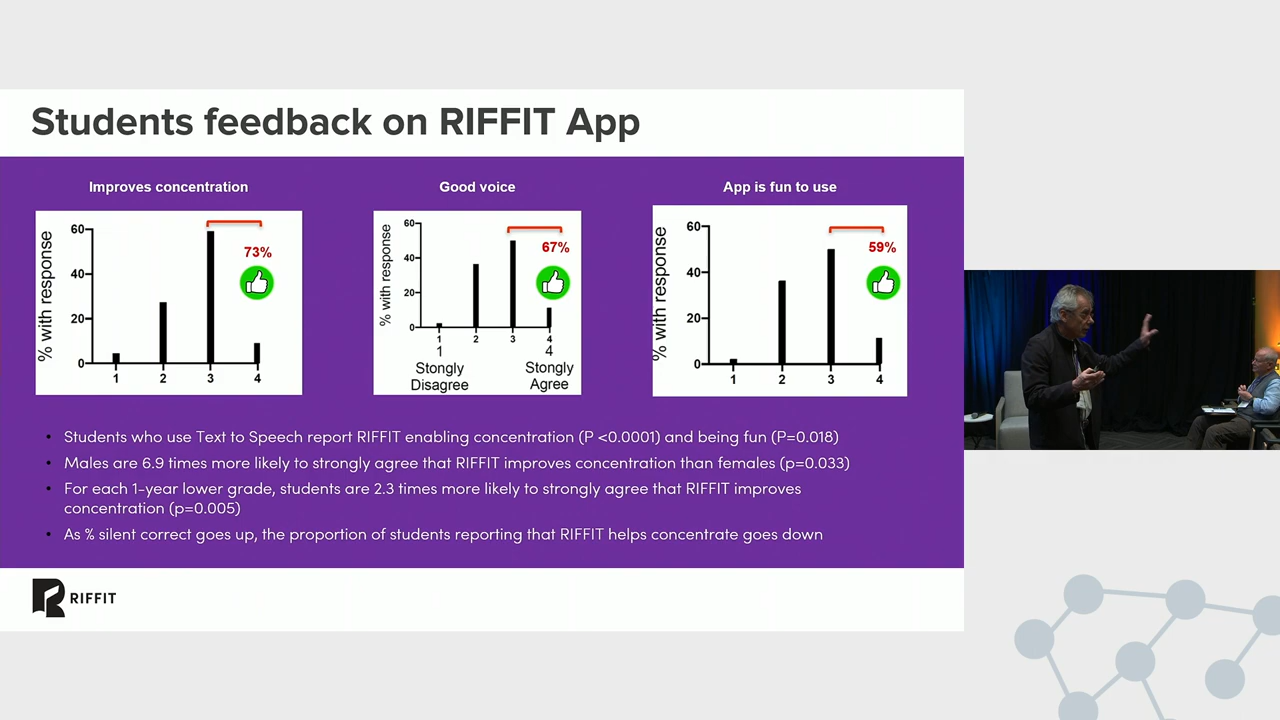 Students feedback on RIFFIT App
Improves concentration
Good voice
App is fun to use
% with response
60
40
20
0
1 2 3 4
73%
% with response
60
40
20
0
1 2 3 4
1 4
Stongly
Disagree
Stongly
Agree
67%
% with response
60
40
20
0
1 2 3 4
59%
• Students who use Text to Speech report RIFFIT enabling concentration (P <0.0001) and being fun (P=0.018)
• Males are 6.9 times more likely to strongly agree that RIFFIT improves concentration than females (p=0.033)
• For each 1-year lower grade, students are 2.3 times more likely to strongly agree that RIFFIT improves
concentration (p=0.005)
• As % silent correct goes up, the proportion of students reporting that RIFFIT helps concentrate goes down
RIFFIT